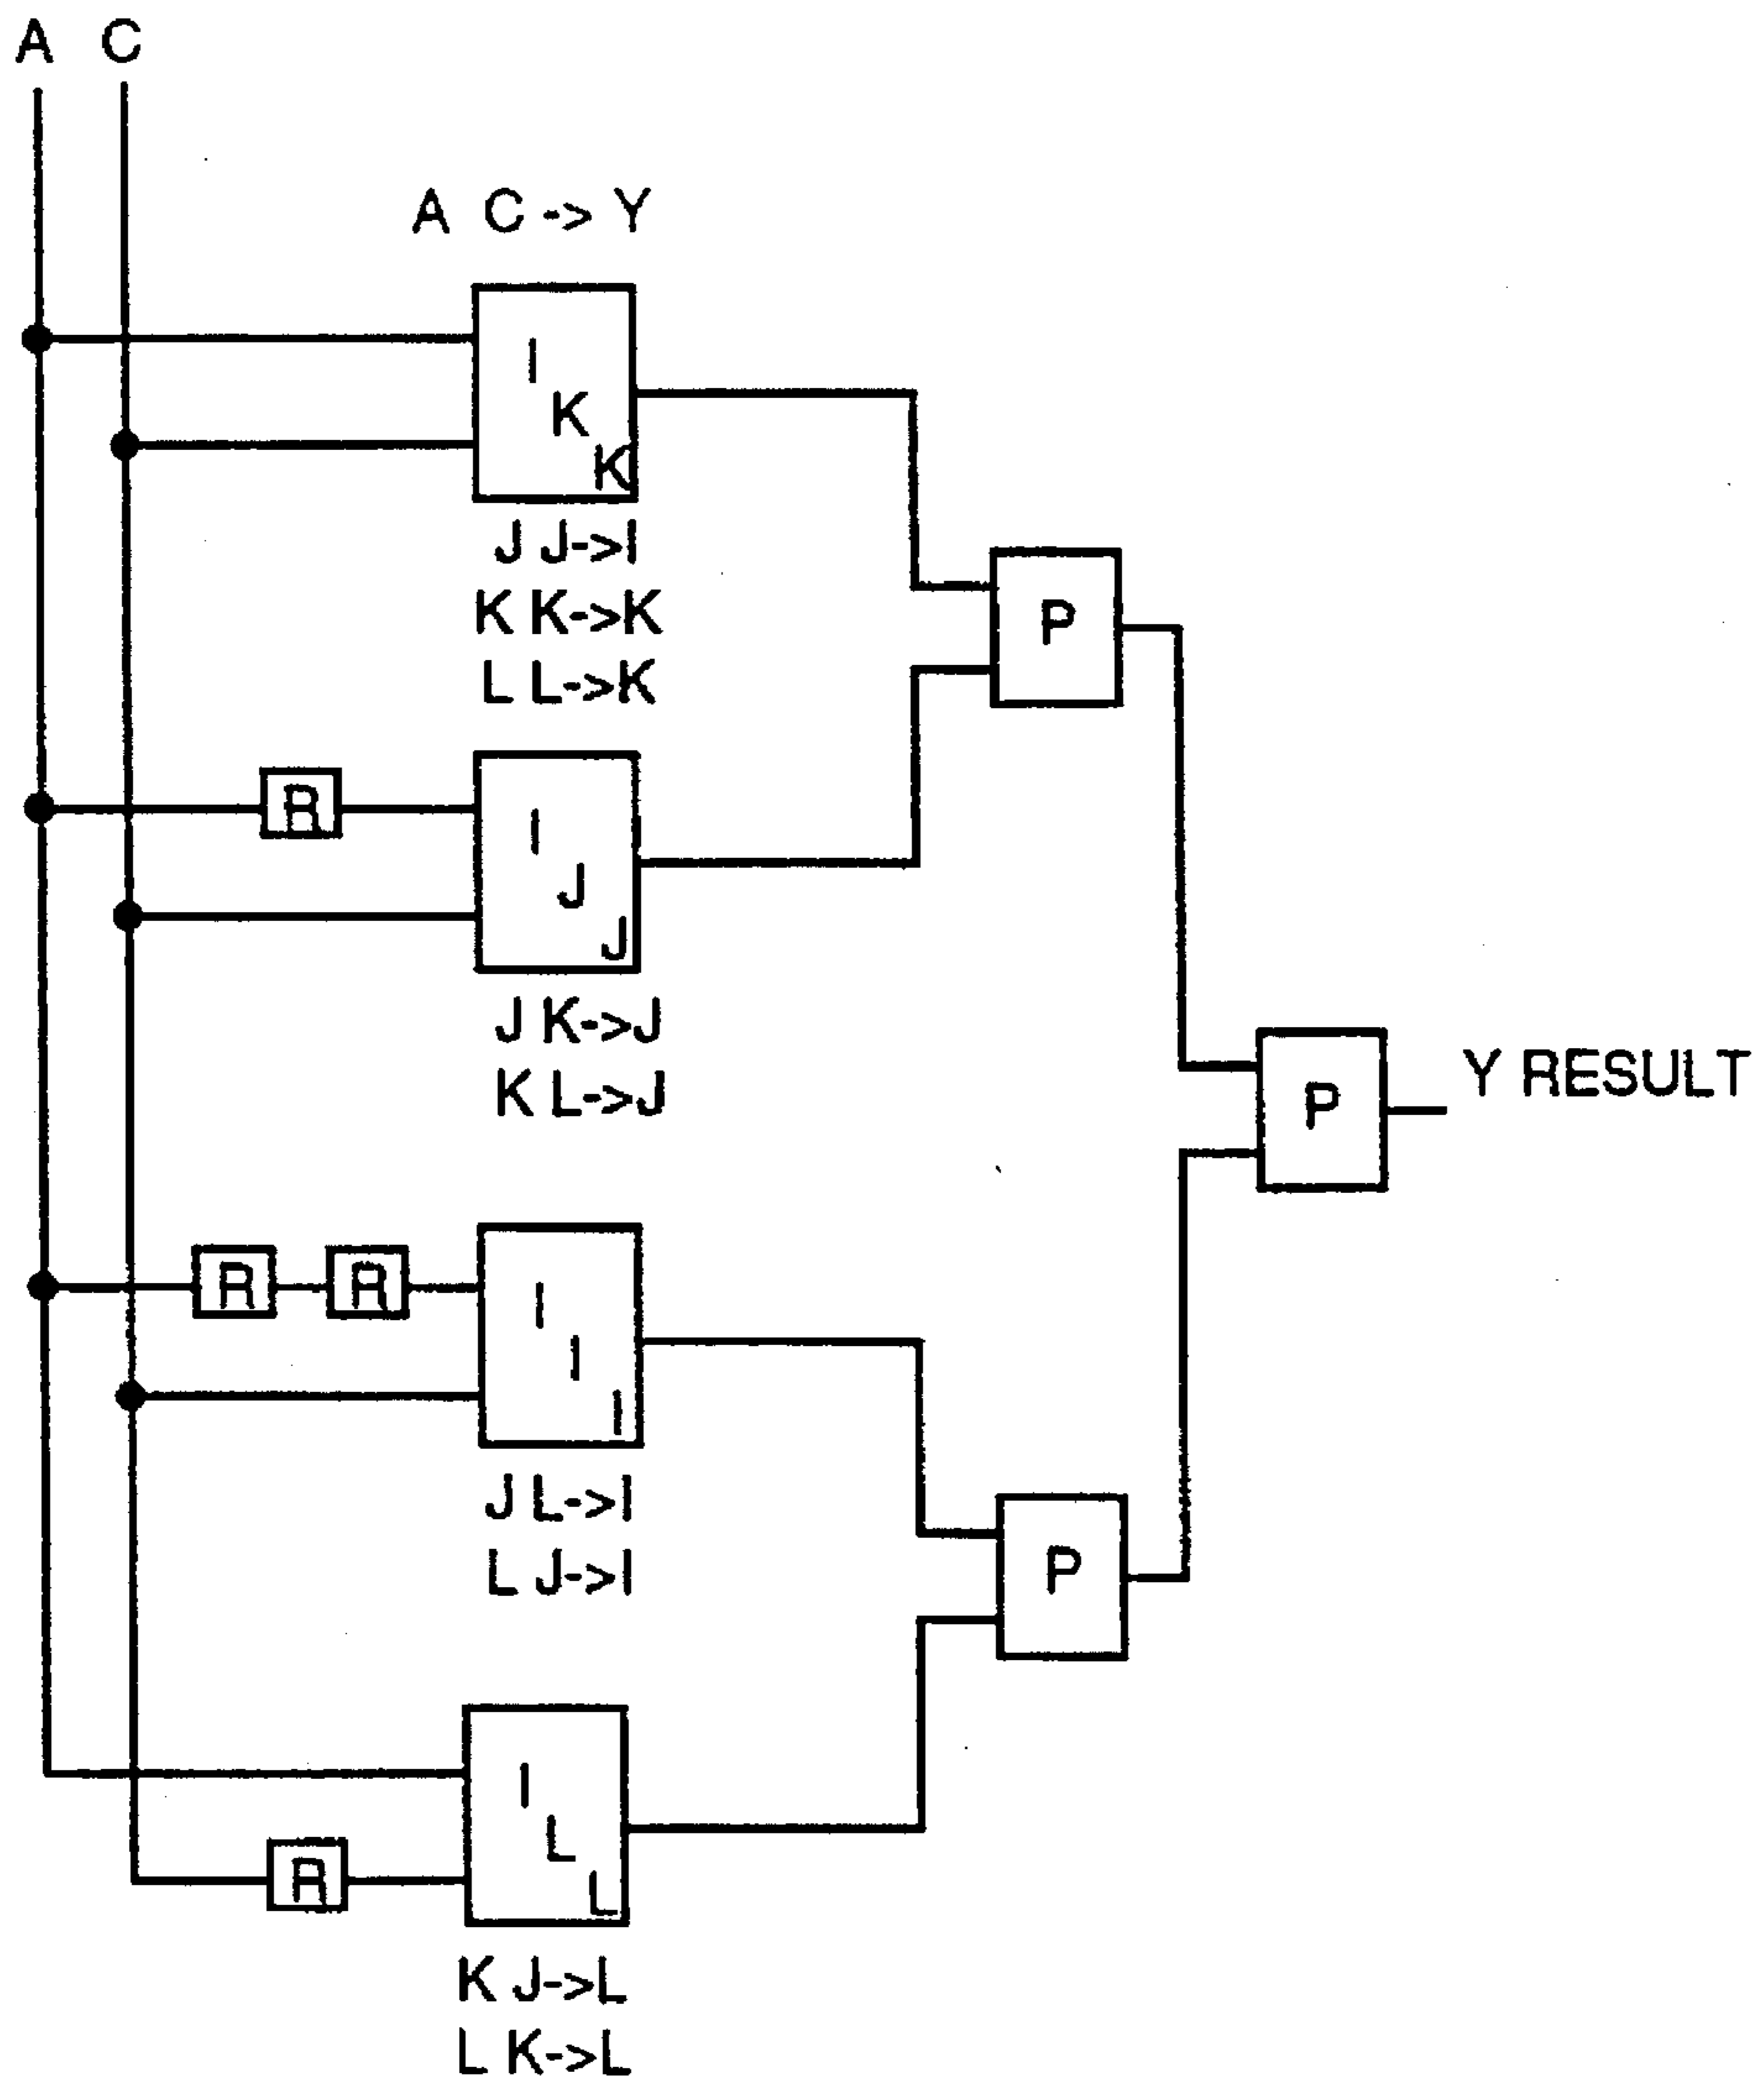 A C
A C -> Y
I
K
K
J J->I
K K->K
L L->K
P
R
I
J
J
J K->J
K L->J
Y RESULT
P
R R
I
I
I
J L->I
L J->I
P
I
L
L
R
K J->L
L K->L